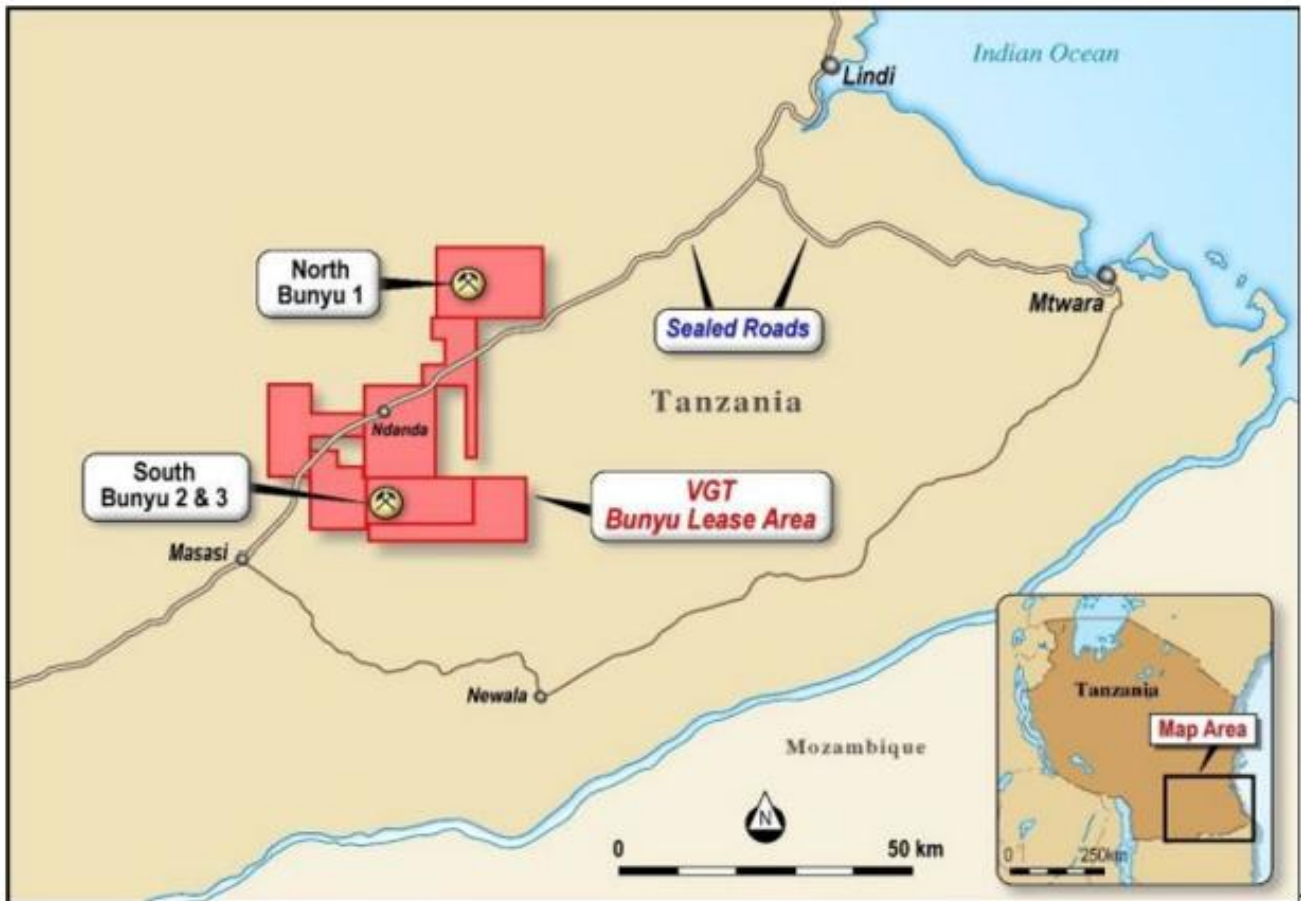 Indian Ocean
Lindi
North
Bunyu 1
Mtwara
Sealed Roads
Tanzania
Ndanda
South
Bunyu 2 & 3
VGT
Bunyu Lease Area
Masasi
Newala
Tanzania
Map Area
Mozambique
N
0
50 km
0
250km